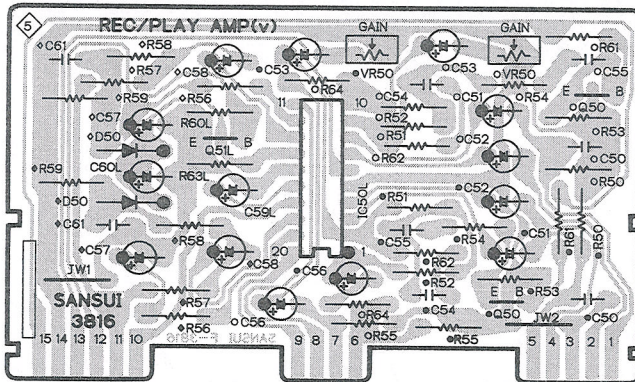 5
REC/PLAY AMP(v)
GAIN
GAIN
C61
R58
R61
R57
C58
C53
VR50
C53
VR50
C55
R59
R56
R64
C54
C51
R54
E B
C57
11
10
R52
Q50
D50
R60L
E B
R51
C52
R53
C60L
Q51L
R62
C50
R59
R63L
R50
D50
C59L
IC50L
R51
C52
C61
R58
C55
R54
C51
R61
R50
C57
C58
20
1
R62
JW1
C56
R52
E B
R53
SANSUI
R57
R64
C54
Q50
C50
3816
R56
C56
SANSUI F-3816
R55
R55
JW2
15 14 13 12 11 10
9 8 7 6
5 4 3 2 1